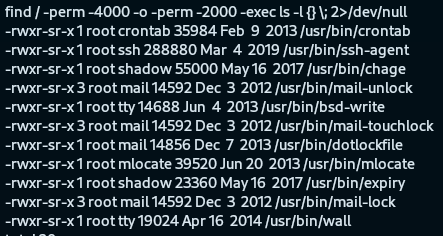 find / -perm -4000 -o -perm -2000 -exec ls -l {} \; 2>/dev/null
-rwxr-sr-x 1 root crontab 35984 Feb 9 2013 /usr/bin/crontab
-rwxr-sr-x 1 root ssh 288880 Mar 4 2019 /usr/bin/ssh-agent
-rwxr-sr-x 1 root shadow 55000 May 16 2017 /usr/bin/chage
-rwxr-sr-x 3 root mail 14592 Dec 3 2012 /usr/bin/mail-unlock
-rwxr-sr-x 1 root tty 14688 Jun 4 2013 /usr/bin/bsd-write
-rwxr-sr-x 3 root mail 14592 Dec 3 2012 /usr/bin/mail-touchlock
-rwxr-sr-x 1 root mail 14856 Dec 7 2013 /usr/bin/dotlockfile
-rwxr-sr-x 1 root mlocate 39520 Jun 20 2013 /usr/bin/mlocate
-rwxr-sr-x 1 root shadow 23360 May 16 2017 /usr/bin/expiry
-rwxr-sr-x 3 root mail 14592 Dec 3 2012 /usr/bin/mail-lock
-rwxr-sr-x 1 root tty 19024 Apr 16 2014 /usr/bin/wall